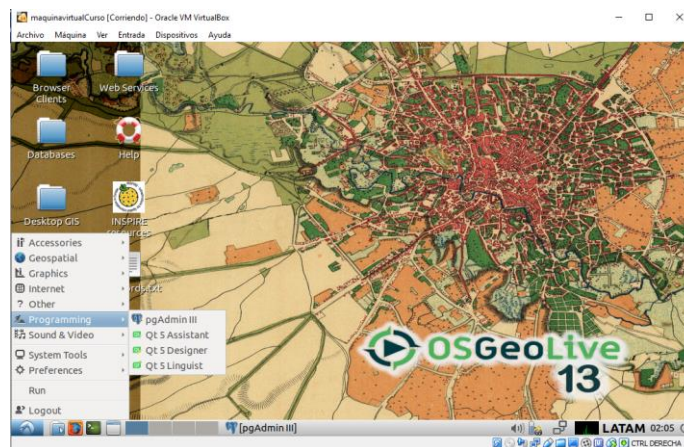 maquinavirtualCurso [Corriendo] - Oracle VM VirtualBox
Archivo Máquina Ver Entrada Dispositivos Ayuda
Browser Clients
Web Services
Databases
Help
Desktop GIS
INSPIRE
Accessories
Geospatial
Graphics
Internet
Other
Programming
Sound & Video
System Tools
Preferences
Run
Logout
pgAdmin III
Qt 5 Assistant
Qt 5 Designer
Qt 5 Linguist
OSGeoLive
13
[pgAdmin III]
LATAM 02:05
CTRL DERECHA